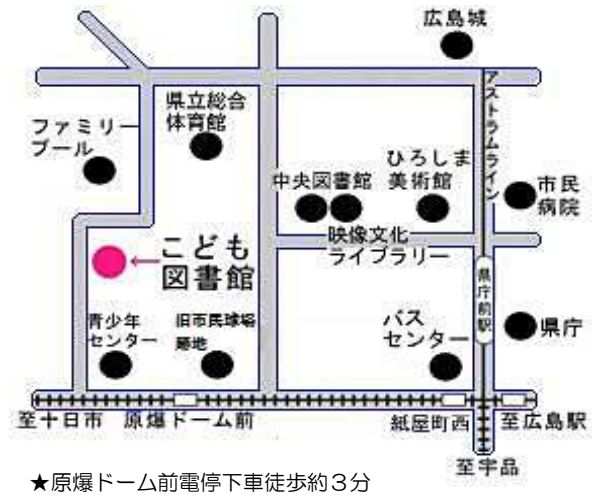 広島城
県立総合
体育館
ファミリー
プール
アストラムライン
ひろしま
美術館
中央図書館
市民
病院
映像文化
ライブラリー
←こども
図書館
県庁前駅
青少年
センター
旧市民球場
跡地
バス
センター
県庁
至十日市
原爆ドーム前
紙屋町西
至広島駅
至宇品
★原爆ドーム前電停下車徒歩約３分